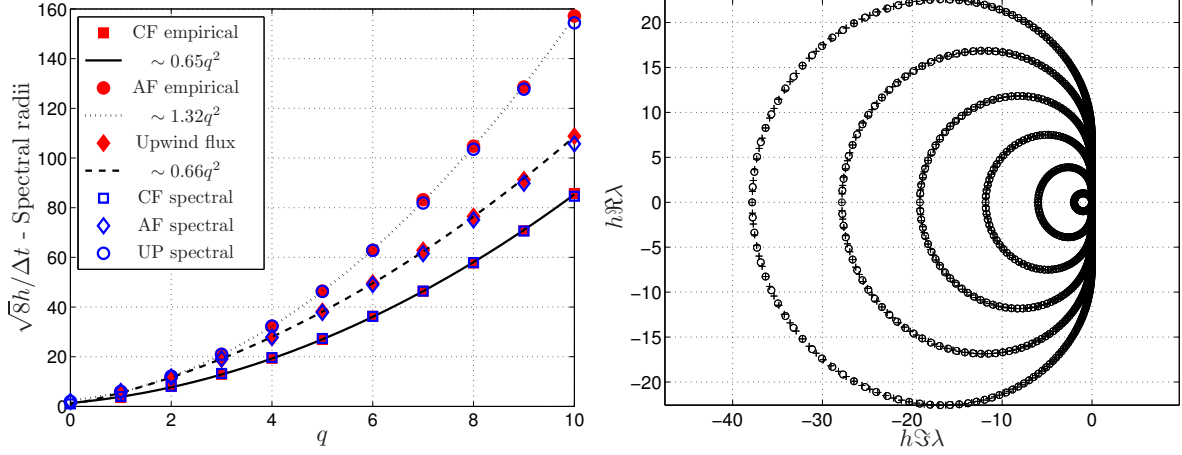 160
140
120
100
80
60
40
20
0
0
2
4
6
8
10
q
√8h/Δt - Spectral radii
CF empirical
∼ 0.65q²
AF empirical
∼ 1.32q²
Upwind flux
∼ 0.66q²
CF spectral
AF spectral
UP spectral
20
15
10
5
0
−5
−10
−15
−20
−40
−30
−20
−10
0
hℑλ
hℜλ